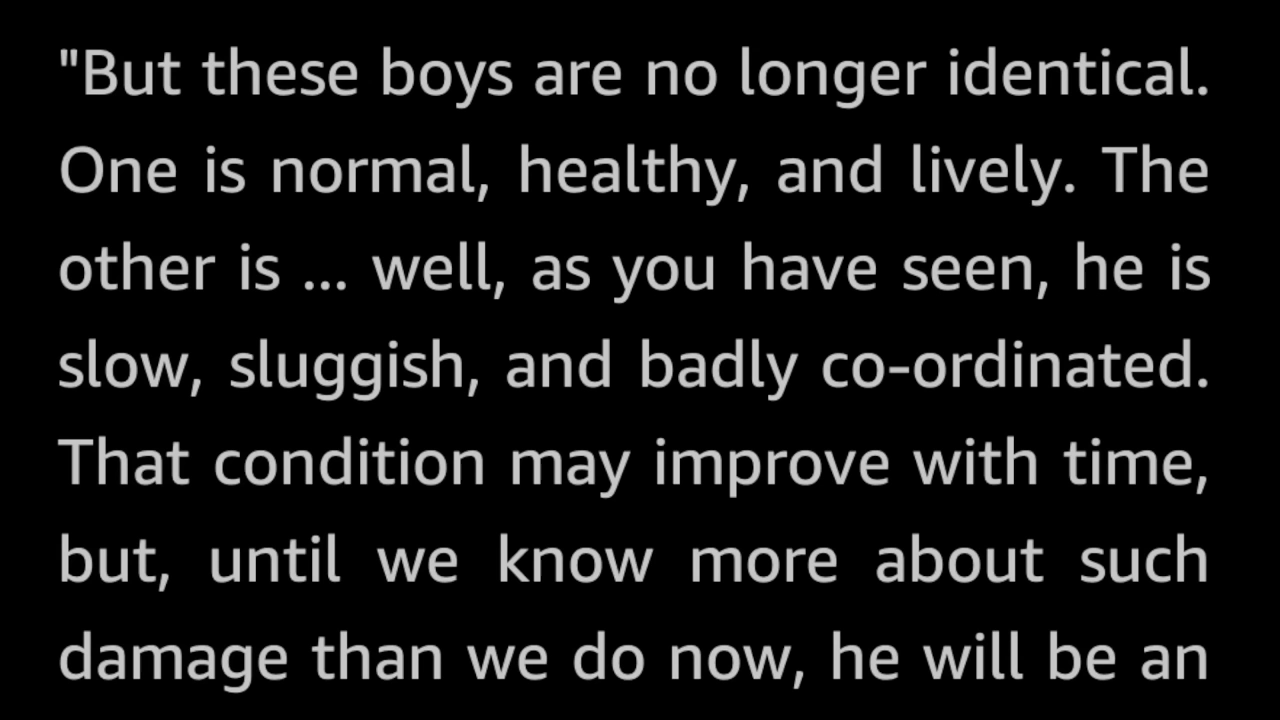 "But these boys are no longer identical.
One is normal, healthy, and lively. The
other is ... well, as you have seen, he is
slow, sluggish, and badly co-ordinated.
That condition may improve with time,
but, until we know more about such
damage than we do now, he will be an